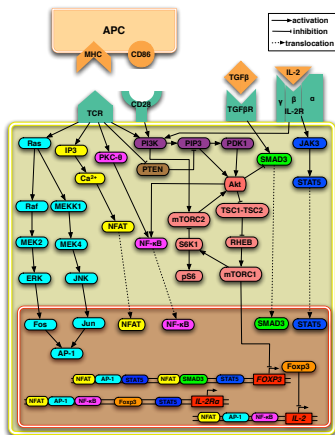 APC
activation
inhibition
translocation
MHC
CD86
TGFβ
IL-2
γ β α
IL-2R
TCR
CD28
TGFβR
Ras
IP3
PKC-θ
PI3K
PIP3
PDK1
JAK3
PTEN
SMAD3
Ca2+
Akt
STAT5
Raf
MEKK1
NFAT
mTORC2
TSC1-TSC2
MEK2
MEK4
NF-κB
S6K1
RHEB
ERK
JNK
pS6
mTORC1
Fos
Jun
NFAT
NF-κB
SMAD3
STAT5
AP-1
Foxp3
NFAT AP-1 STAT5 NFAT SMAD3 STAT5 FOXP3
NFAT AP-1 NF-κB Foxp3 STAT5 IL-2Rα
NFAT AP-1 NF-κB IL-2